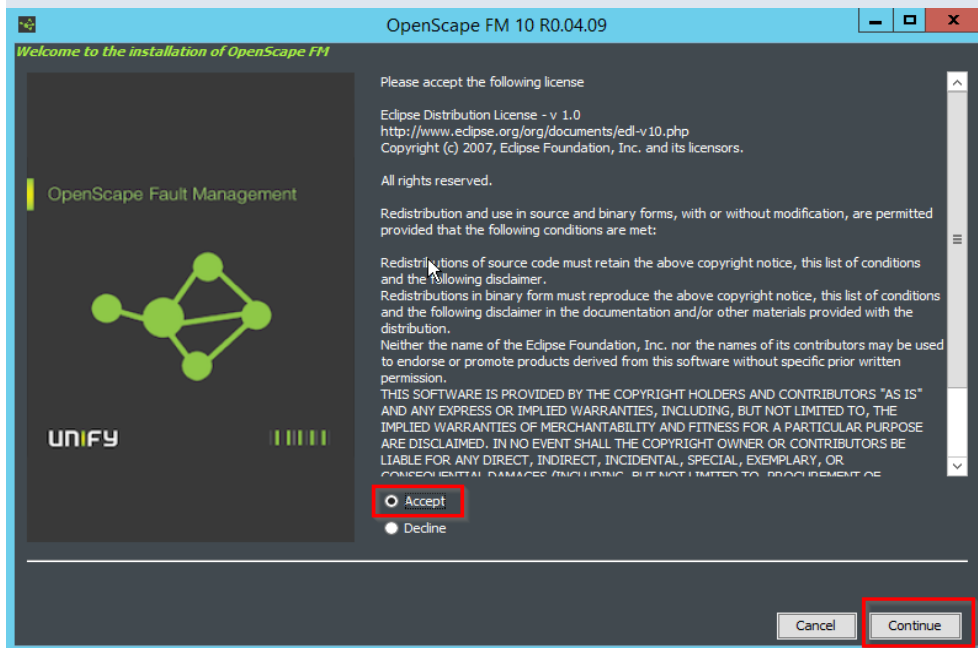 OpenScape FM 10 R0.04.09
Welcome to the installation of OpenScape FM
OpenScape Fault Management
UNIFY
Please accept the following license
Eclipse Distribution License - v 1.0
http://www.eclipse.org/org/documents/edl-v10.php
Copyright (c) 2007, Eclipse Foundation, Inc. and its licensors.
All rights reserved.
Redistribution and use in source and binary forms, with or without modification, are permitted
provided that the following conditions are met:
Redistributions of source code must retain the above copyright notice, this list of conditions
and the following disclaimer.
Redistributions in binary form must reproduce the above copyright notice, this list of conditions
and the following disclaimer in the documentation and/or other materials provided with the
distribution.
Neither the name of the Eclipse Foundation, Inc. nor the names of its contributors may be used
to endorse or promote products derived from this software without specific prior written
permission.
THIS SOFTWARE IS PROVIDED BY THE COPYRIGHT HOLDERS AND CONTRIBUTORS "AS IS"
AND ANY EXPRESS OR IMPLIED WARRANTIES, INCLUDING, BUT NOT LIMITED TO, THE
IMPLIED WARRANTIES OF MERCHANTABILITY AND FITNESS FOR A PARTICULAR PURPOSE
ARE DISCLAIMED. IN NO EVENT SHALL THE COPYRIGHT OWNER OR CONTRIBUTORS BE
LIABLE FOR ANY DIRECT, INDIRECT, INCIDENTAL, SPECIAL, EXEMPLARY, OR
CONSEQUENTIAL DAMAGES (INCLUDING, BUT NOT LIMITED TO, PROCUREMENT OF
Accept
Decline
Cancel
Continue